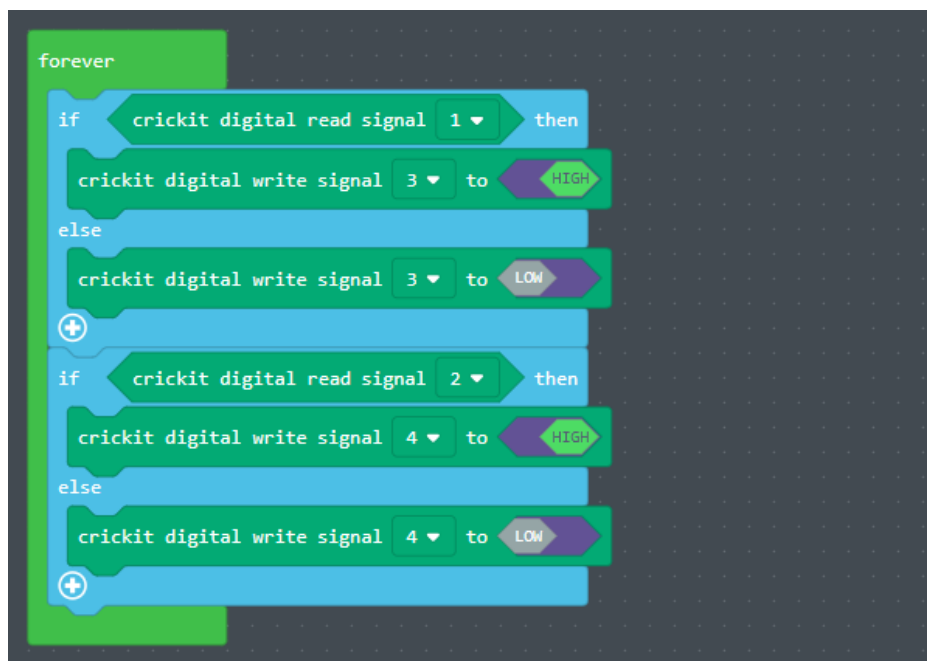 forever
if crickit digital read signal 1 then
crickit digital write signal 3 to HIGH
else
crickit digital write signal 3 to LOW
if crickit digital read signal 2 then
crickit digital write signal 4 to HIGH
else
crickit digital write signal 4 to LOW